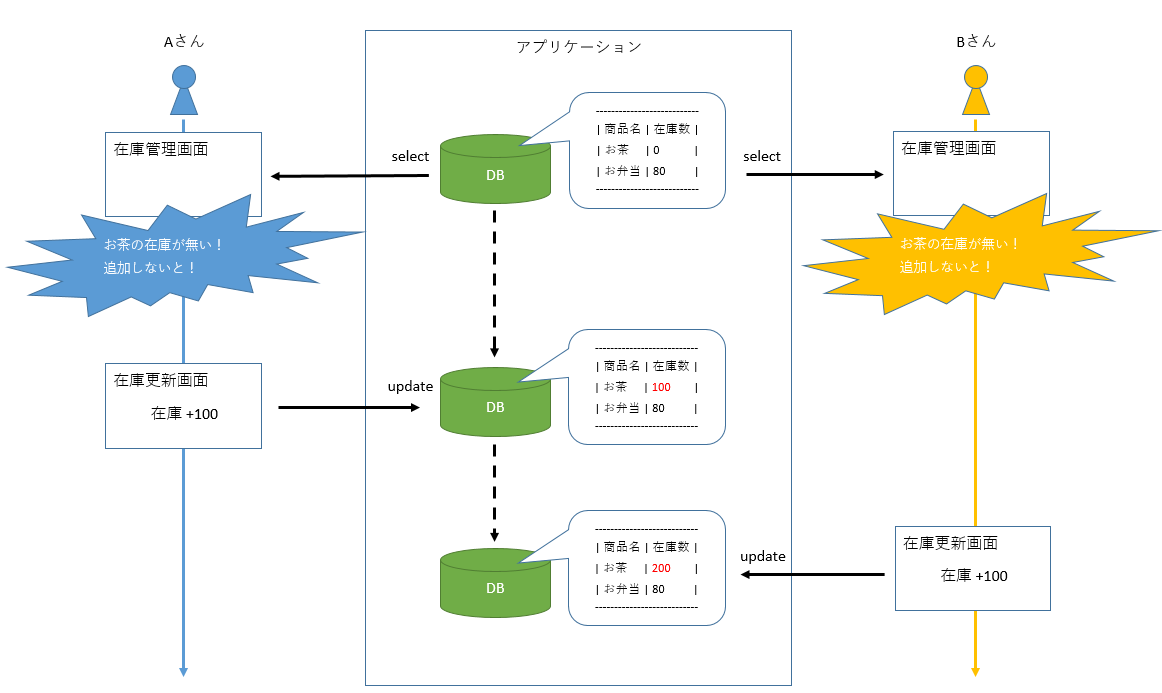 Aさん
アプリケーション
Bさん
在庫管理画面
select
DB
---------------------------
| 商品名 | 在庫数 |
| お茶 | 0 |
| お弁当 | 80 |
---------------------------
select
在庫管理画面
お茶の在庫が無い！
追加しないと！
お茶の在庫が無い！
追加しないと！
在庫更新画面
在庫 +100
update
DB
---------------------------
| 商品名 | 在庫数 |
| お茶 | 100 |
| お弁当 | 80 |
---------------------------
DB
---------------------------
| 商品名 | 在庫数 |
| お茶 | 200 |
| お弁当 | 80 |
---------------------------
update
在庫更新画面
在庫 +100